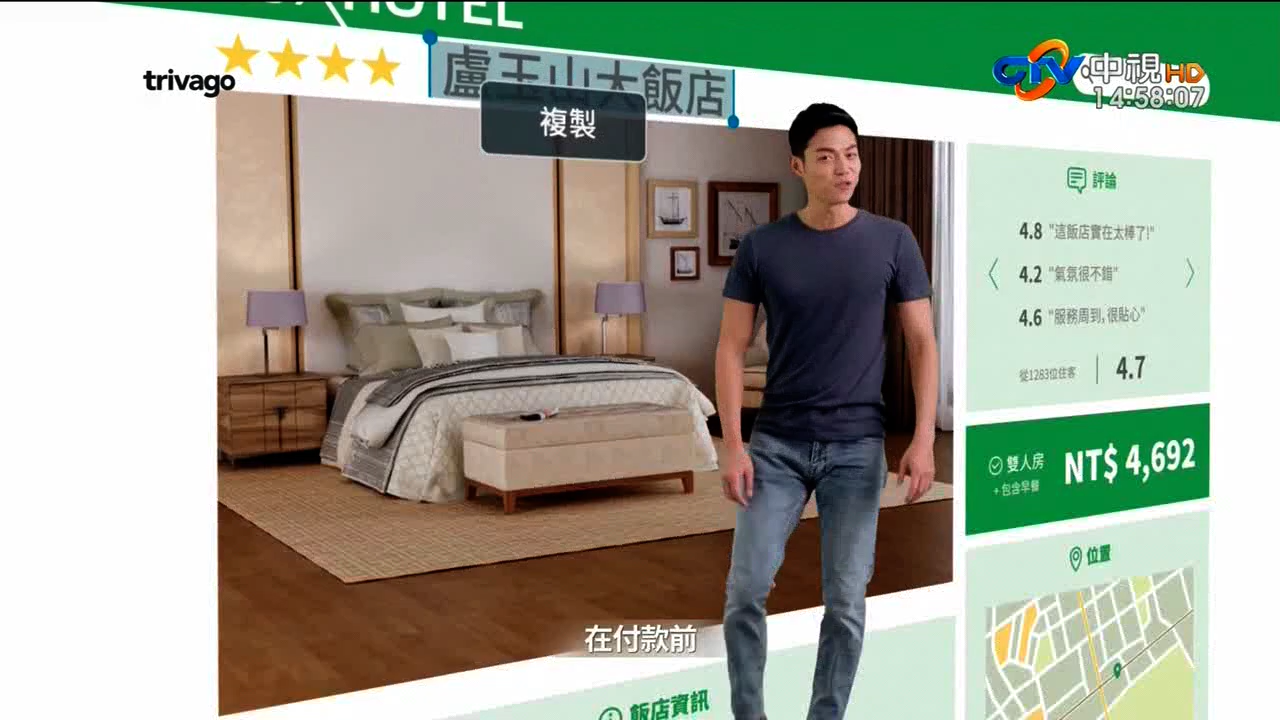 HOTEL
trivago
盧玉山大飯店
複製
中視HD
14:58:07
評論
4.8 "這飯店實在太棒了!"
4.2 "氣氛很不錯"
4.6 "服務周到,很貼心"
從1283位住客 | 4.7
雙人房
+ 包含早餐
NT$ 4,692
位置
在付款前
飯店資訊